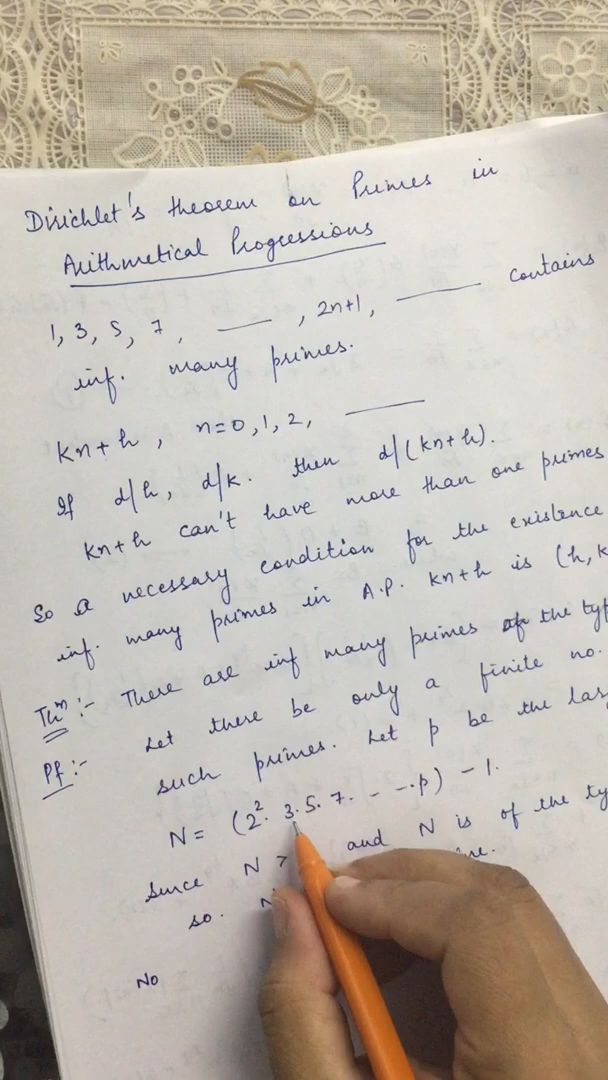 Dirichlet's theorem on Primes in
Arithmetical Progressions
1, 3, 5, 7, ___ , 2n+1, ___ contains
inf. many primes.
kn+h, n=0,1,2, ___
If d/h, d/k. then d/(kn+h).
kn+h can't have more than one primes
So a necessary condition for the existence
inf. many primes in A.P. kn+h is (h, k
Thm :- There are inf many primes of the typ
Pf :- Let there be only a finite no.
such primes. Let p be the larg
N = (2². 3. 5. 7. - - -. p) - 1.
Since N > and N is of the ty
so. N
No